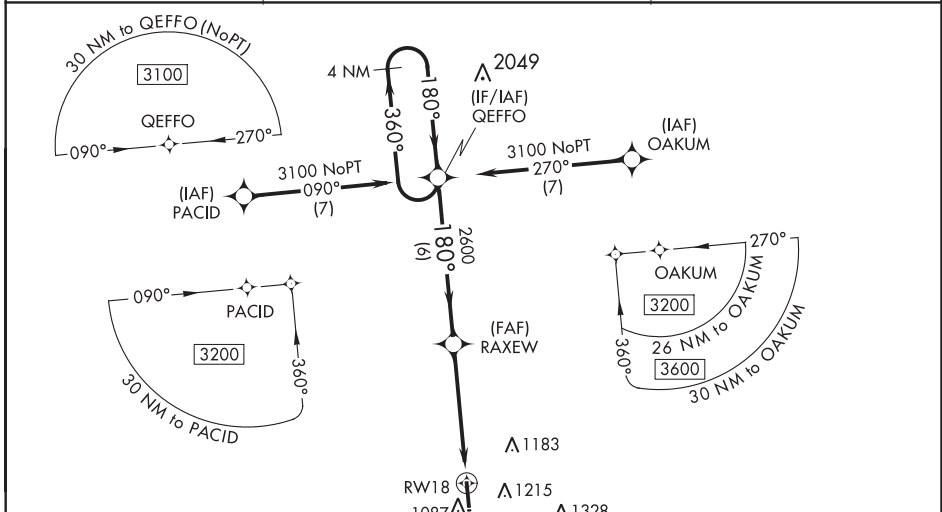 30 NM to QEFFO (NoPT)
3100
QEFFO
090°
270°
4 NM
180°
360°
2049
(IF/IAF)
QEFFO
(IAF)
OAKUM
3100 NoPT
270°
(7)
3100 NoPT
090°
(7)
(IAF)
PACID
2600
180°
(6)
(FAF)
RAXEW
090°
PACID
3200
360°
30 NM to PACID
270°
OAKUM
3200
26 NM to OAKUM
360°
3600
30 NM to OAKUM
1183
RW18
1215
1328